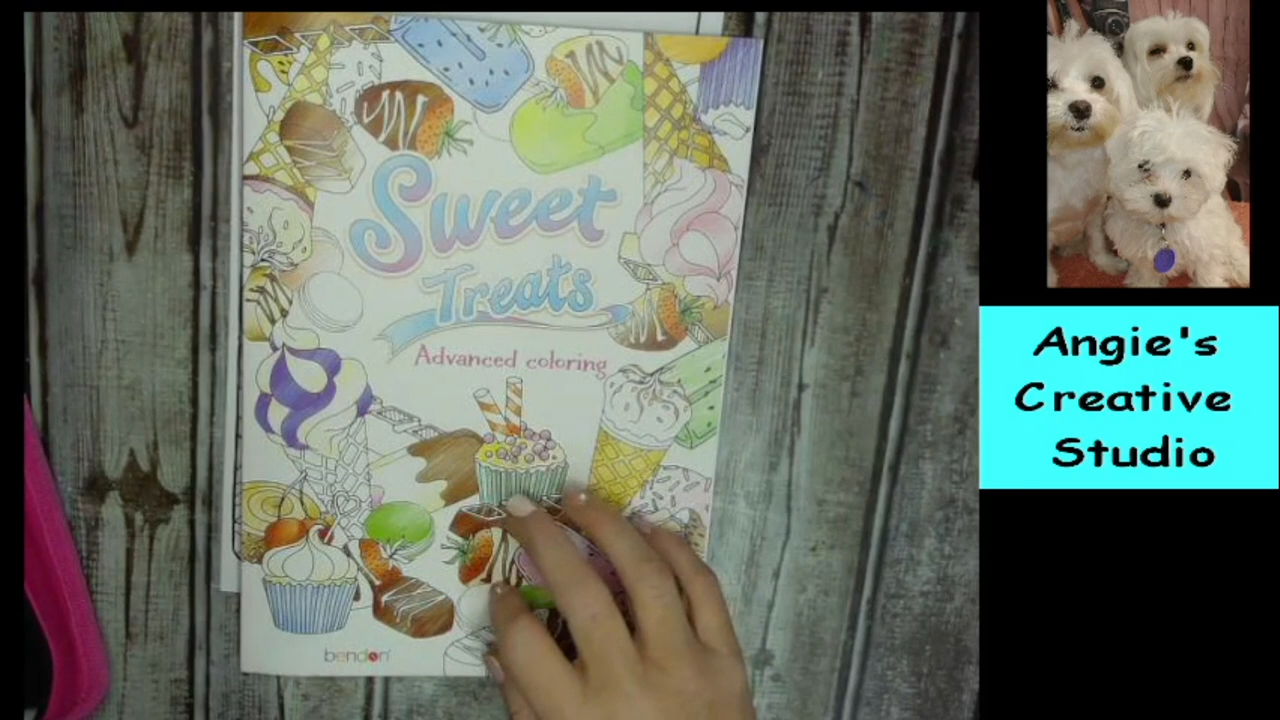 Sweet
Treats
Advanced coloring
bendon
Angie's
Creative
Studio